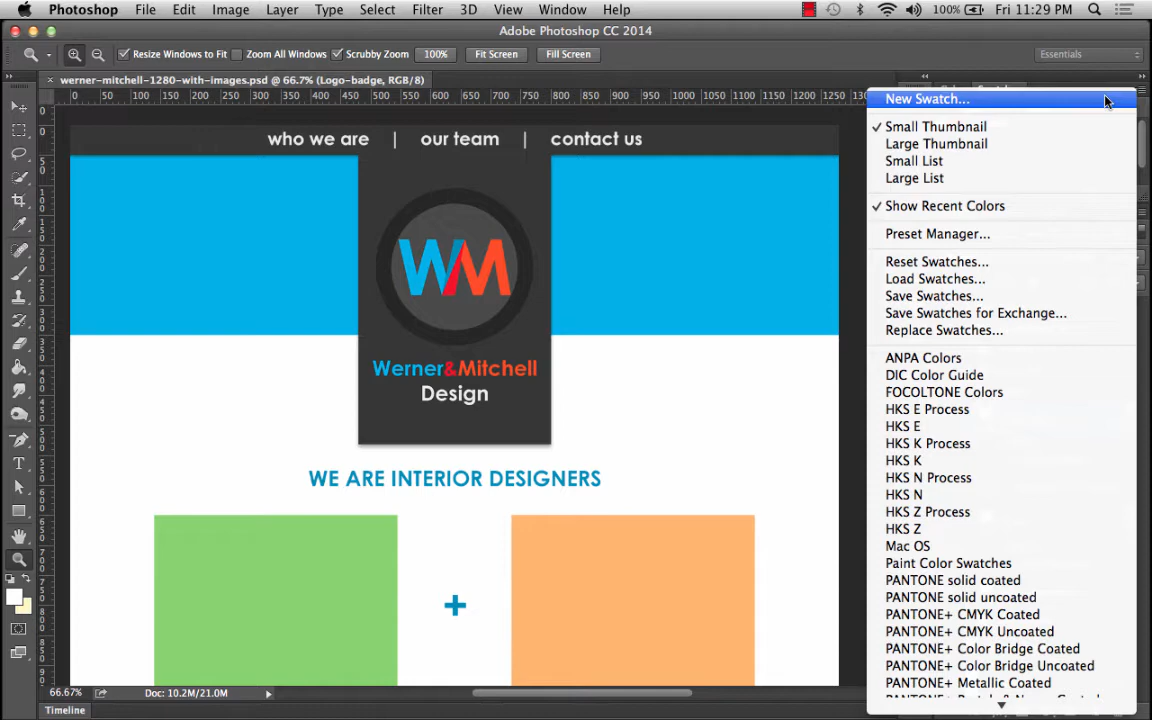 Photoshop File Edit Image Layer Type Select Filter 3D View Window Help 100% Fri 11:29 PM
Adobe Photoshop CC 2014
Resize Windows to Fit Zoom All Windows Scrubby Zoom 100% Fit Screen Fill Screen Essentials
werner-mitchell-1280-with-images.psd @ 66.7% (Logo-badge, RGB/8)
0 50 100 150 200 250 300 350 400 450 500 550 600 650 700 750 800 850 900 950 1000 1050 1100 1150 1200 1250 1300
who we are | our team | contact us
WM
Werner&Mitchell
Design
WE ARE INTERIOR DESIGNERS
+
New Swatch...
Small Thumbnail
Large Thumbnail
Small List
Large List
Show Recent Colors
Preset Manager...
Reset Swatches...
Load Swatches...
Save Swatches...
Save Swatches for Exchange...
Replace Swatches...
ANPA Colors
DIC Color Guide
FOCOLTONE Colors
HKS E Process
HKS E
HKS K Process
HKS K
HKS N Process
HKS N
HKS Z Process
HKS Z
Mac OS
Paint Color Swatches
PANTONE solid coated
PANTONE solid uncoated
PANTONE+ CMYK Coated
PANTONE+ CMYK Uncoated
PANTONE+ Color Bridge Coated
PANTONE+ Color Bridge Uncoated
PANTONE+ Metallic Coated
66.67% Doc: 10.2M/21.0M
Timeline